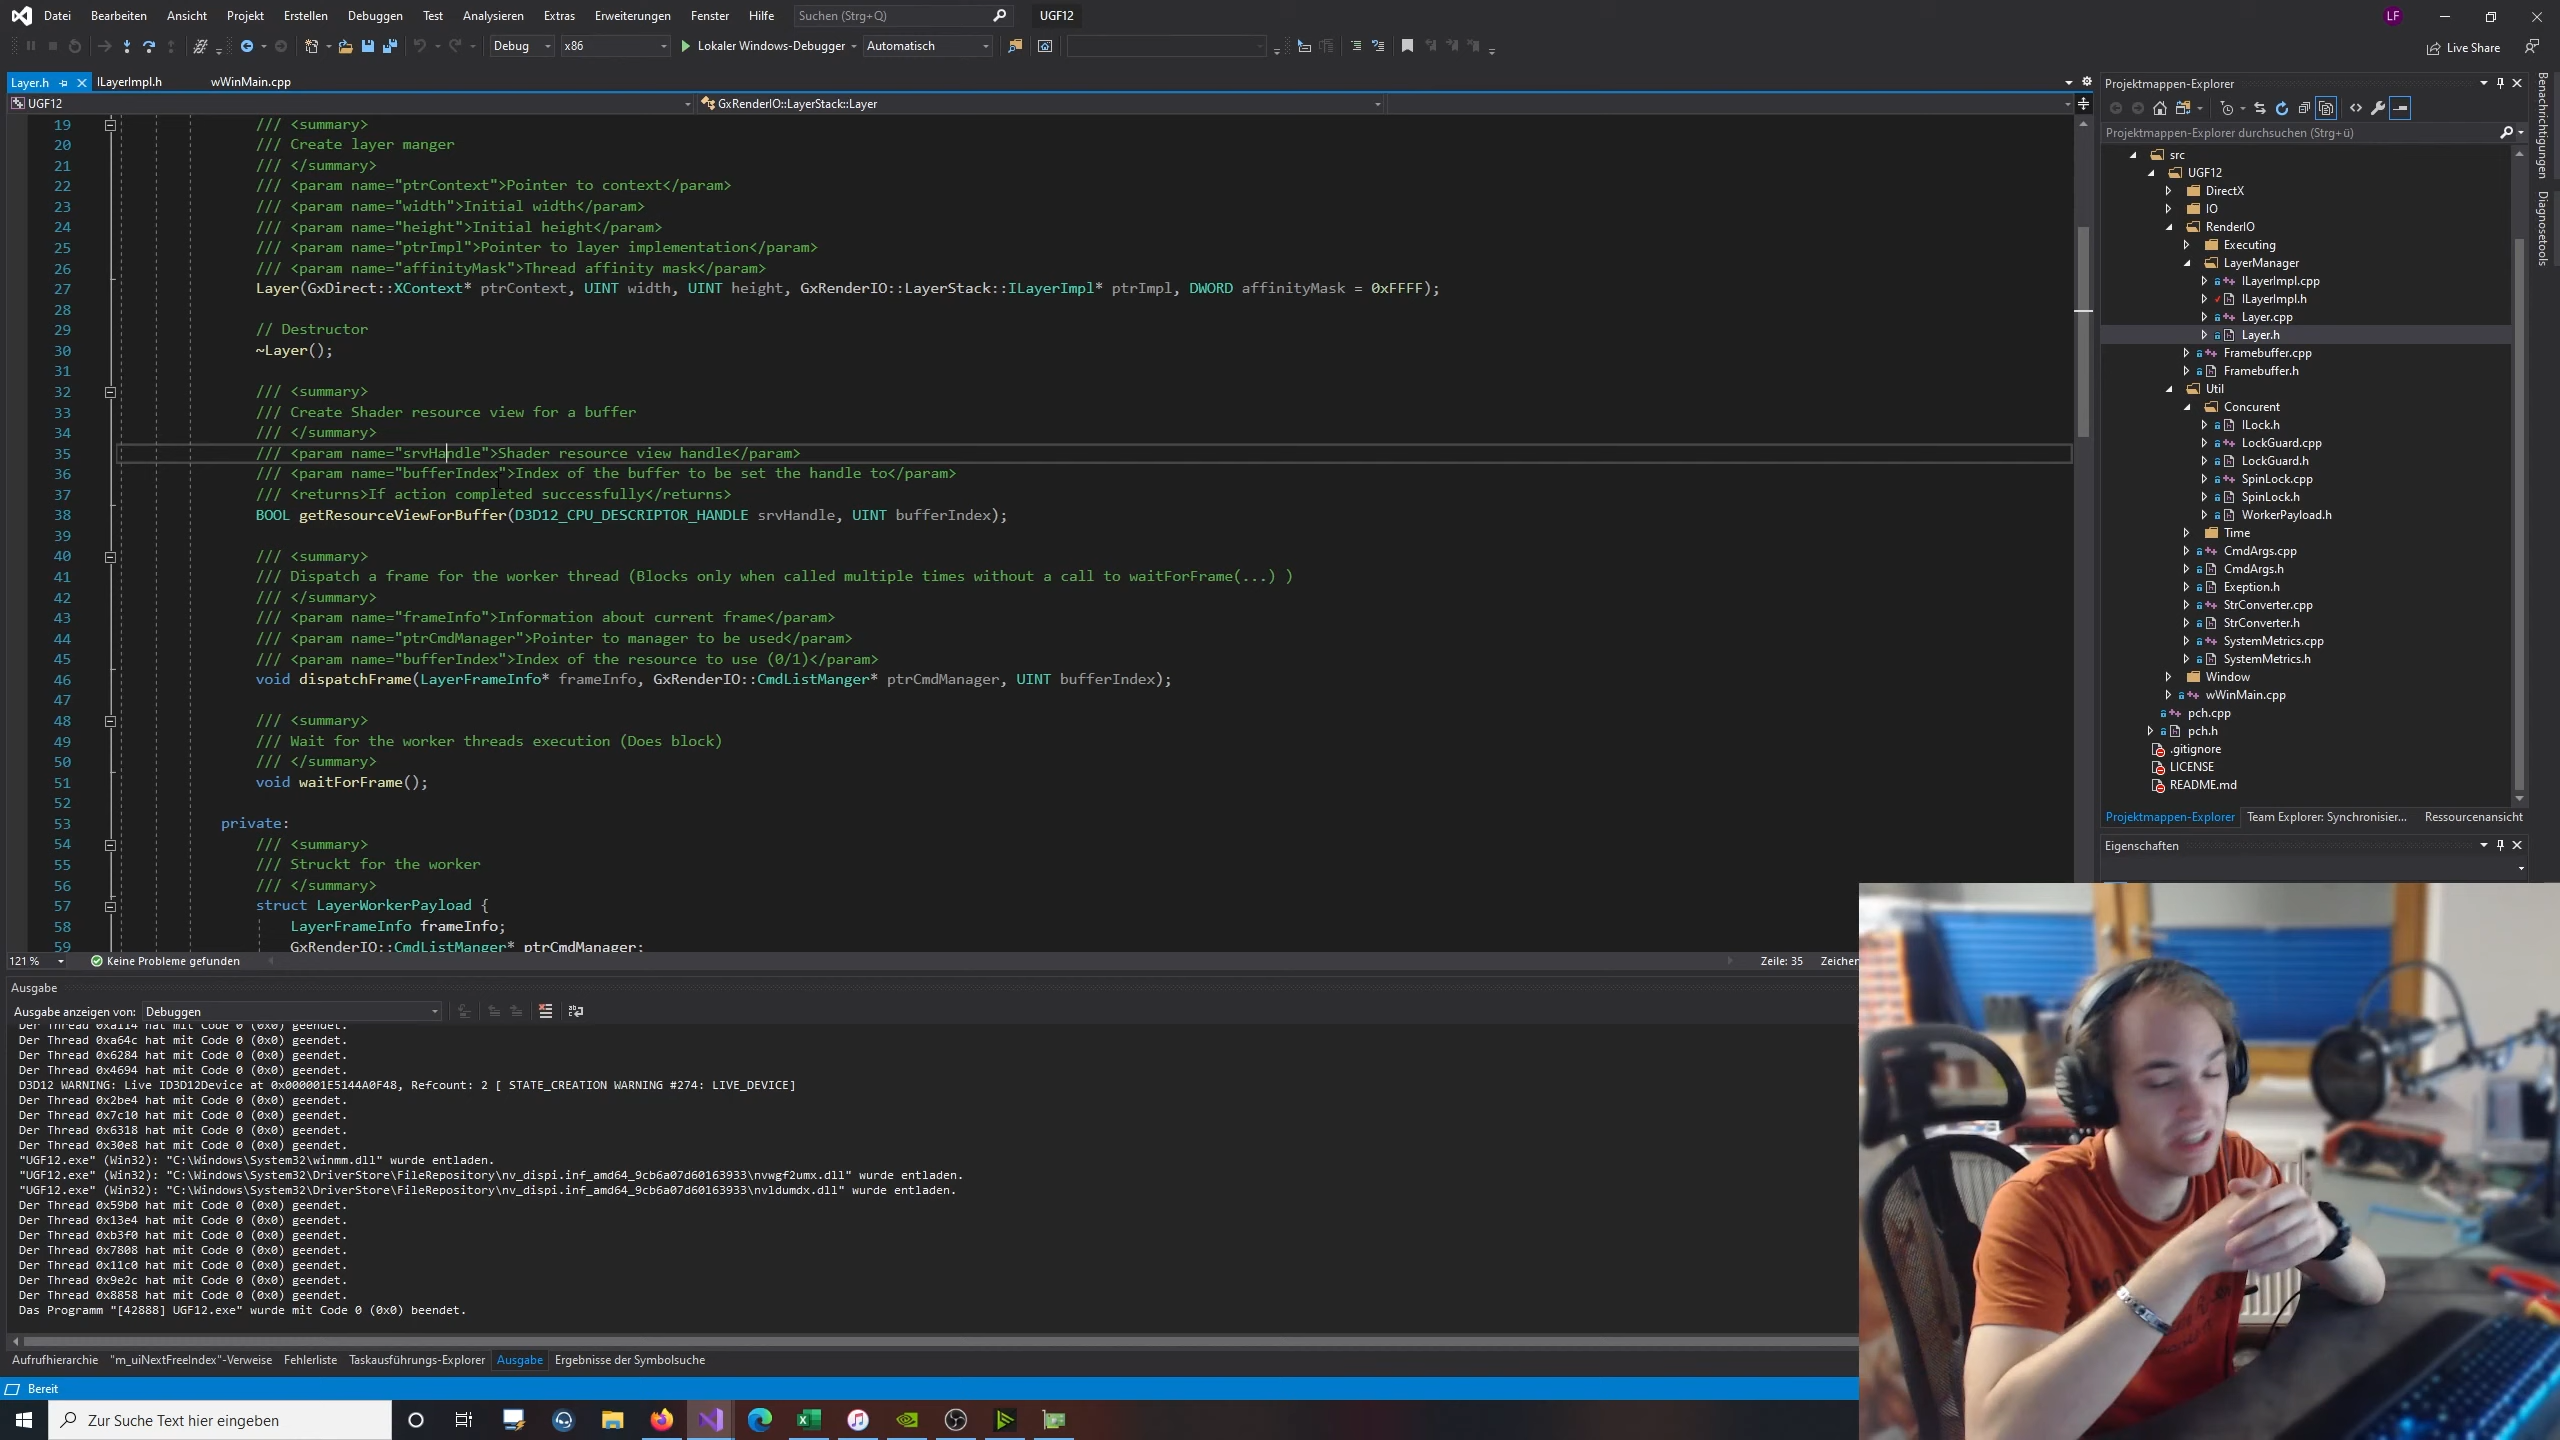 Datei Bearbeiten Ansicht Projekt Erstellen Debuggen Test Analysieren Extras Erweiterungen Fenster Hilfe Suchen (Strg+Q) UGF12 LF
Debug x86 Lokaler Windows-Debugger Automatisch Live Share
Layer.h ILayerImpl.h wWinMain.cpp
UGF12 GxRenderIO::LayerStack::Layer
19 /// <summary>
20 /// Create layer manger
21 /// </summary>
22 /// <param name="ptrContext">Pointer to context</param>
23 /// <param name="width">Initial width</param>
24 /// <param name="height">Initial height</param>
25 /// <param name="ptrImpl">Pointer to layer implementation</param>
26 /// <param name="affinityMask">Thread affinity mask</param>
27 Layer(GxDirect::XContext* ptrContext, UINT width, UINT height, GxRenderIO::LayerStack::ILayerImpl* ptrImpl, DWORD affinityMask = 0xFFFF);
28
29 // Destructor
30 ~Layer();
31
32 /// <summary>
33 /// Create Shader resource view for a buffer
34 /// </summary>
35 /// <param name="srvHandle">Shader resource view handle</param>
36 /// <param name="bufferIndex">Index of the buffer to be set the handle to</param>
37 /// <returns>If action completed successfully</returns>
38 BOOL getResourceViewForBuffer(D3D12_CPU_DESCRIPTOR_HANDLE srvHandle, UINT bufferIndex);
39
40 /// <summary>
41 /// Dispatch a frame for the worker thread (Blocks only when called multiple times without a call to waitForFrame(...) )
42 /// </summary>
43 /// <param name="frameInfo">Information about current frame</param>
44 /// <param name="ptrCmdManager">Pointer to manager to be used</param>
45 /// <param name="bufferIndex">Index of the resource to use (0/1)</param>
46 void dispatchFrame(LayerFrameInfo* frameInfo, GxRenderIO::CmdListManger* ptrCmdManager, UINT bufferIndex);
47
48 /// <summary>
49 /// Wait for the worker threads execution (Does block)
50 /// </summary>
51 void waitForFrame();
52
53 private:
54 /// <summary>
55 /// Struckt for the worker
56 /// </summary>
57 struct LayerWorkerPayload {
58 LayerFrameInfo frameInfo;
59 GxRenderIO::CmdListManger* ptrCmdManager;
121 % Keine Probleme gefunden Zeile: 35 Zeichen
Ausgabe
Ausgabe anzeigen von: Debuggen
Der Thread 0xa114 hat mit Code 0 (0x0) geendet.
Der Thread 0xa64c hat mit Code 0 (0x0) geendet.
Der Thread 0x6284 hat mit Code 0 (0x0) geendet.
Der Thread 0x4694 hat mit Code 0 (0x0) geendet.
D3D12 WARNING: Live ID3D12Device at 0x000001E5144A0F48, Refcount: 2 [ STATE_CREATION WARNING #274: LIVE_DEVICE]
Der Thread 0x2be4 hat mit Code 0 (0x0) geendet.
Der Thread 0x7c10 hat mit Code 0 (0x0) geendet.
Der Thread 0x6318 hat mit Code 0 (0x0) geendet.
Der Thread 0x30e8 hat mit Code 0 (0x0) geendet.
"UGF12.exe" (Win32): "C:\Windows\System32\winmm.dll" wurde entladen.
"UGF12.exe" (Win32): "C:\Windows\System32\DriverStore\FileRepository\nv_dispi.inf_amd64_9cb6a07d60163933\nvwgf2umx.dll" wurde entladen.
"UGF12.exe" (Win32): "C:\Windows\System32\DriverStore\FileRepository\nv_dispi.inf_amd64_9cb6a07d60163933\nvldumdx.dll" wurde entladen.
Der Thread 0x59b0 hat mit Code 0 (0x0) geendet.
Der Thread 0x13e4 hat mit Code 0 (0x0) geendet.
Der Thread 0xb3f0 hat mit Code 0 (0x0) geendet.
Der Thread 0x7808 hat mit Code 0 (0x0) geendet.
Der Thread 0x11c0 hat mit Code 0 (0x0) geendet.
Der Thread 0x9e2c hat mit Code 0 (0x0) geendet.
Der Thread 0x8858 hat mit Code 0 (0x0) geendet.
Das Programm "[42888] UGF12.exe" wurde mit Code 0 (0x0) beendet.
Aufrufhierarchie "m_uiNextFreeIndex"-Verweise Fehlerliste Taskausführungs-Explorer Ausgabe Ergebnisse der Symbolsuche
Bereit
Zur Suche Text hier eingeben
Projektmappen-Explorer
Projektmappen-Explorer durchsuchen (Strg+ü)
src
UGF12
DirectX
IO
RenderIO
Executing
LayerManager
ILayerImpl.cpp
ILayerImpl.h
Layer.cpp
Layer.h
Framebuffer.cpp
Framebuffer.h
Util
Concurent
ILock.h
LockGuard.cpp
LockGuard.h
SpinLock.cpp
SpinLock.h
WorkerPayload.h
Time
CmdArgs.cpp
CmdArgs.h
Exeption.h
StrConverter.cpp
StrConverter.h
SystemMetrics.cpp
SystemMetrics.h
Window
wWinMain.cpp
pch.cpp
pch.h
.gitignore
LICENSE
README.md
Projektmappen-Explorer Team Explorer: Synchronisier... Ressourcenansicht
Eigenschaften
Benachrichtigungen
Diagnosetools